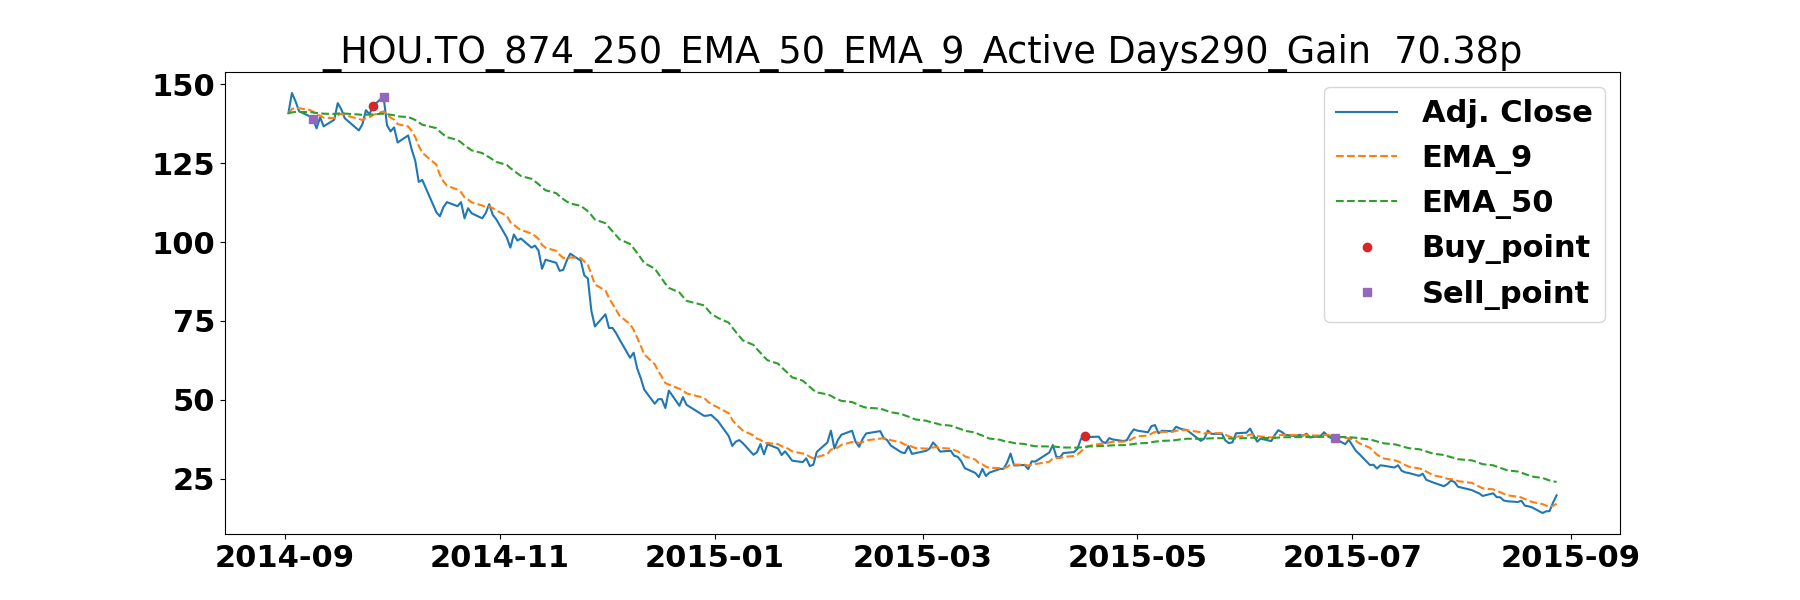 _HOU.TO_874_250_EMA_50_EMA_9_Active Days290_Gain  70.38p
150
125
100
75
50
25
Adj. Close
EMA_9
EMA_50
Buy_point
Sell_point
2014-09 2014-11 2015-01 2015-03 2015-05 2015-07 2015-09